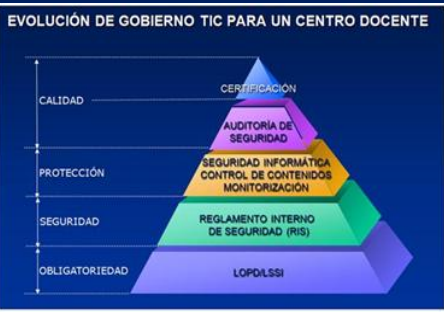 EVOLUCIÓN DE GOBIERNO TIC PARA UN CENTRO DOCENTE
CERTIFICACIÓN
CALIDAD
AUDITORÍA DE
SEGURIDAD
SEGURIDAD INFORMÁTICA
CONTROL DE CONTENIDOS
MONITORIZACIÓN
PROTECCIÓN
REGLAMENTO INTERNO
DE SEGURIDAD (RIS)
SEGURIDAD
OBLIGATORIEDAD
LOPD/LSSI